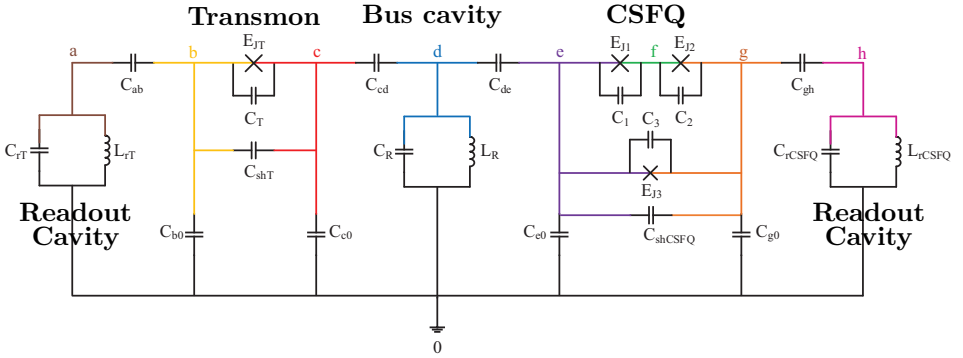 Transmon
Bus cavity
CSFQ
a
b
E_JT
c
d
e
E_J1
f
E_J2
g
h
C_ab
C_T
C_cd
C_de
C_1
C_2
C_gh
C_3
C_rT
L_rT
C_shT
C_R
L_R
E_J3
C_rCSFQ
L_rCSFQ
Readout
Cavity
C_b0
C_c0
C_e0
C_shCSFQ
C_g0
Readout
Cavity
0